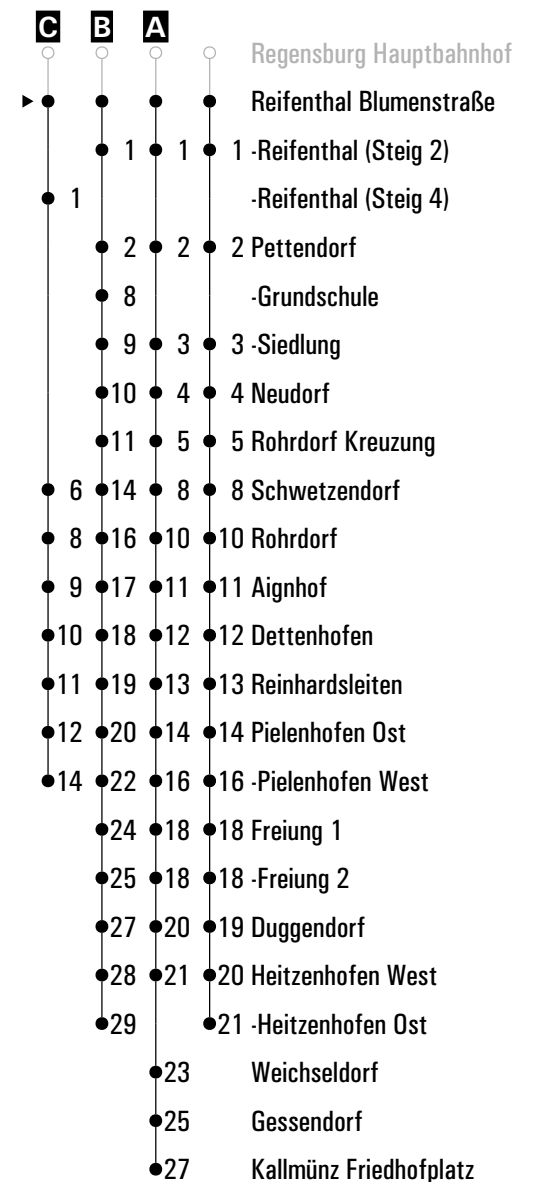 C B A
Regensburg Hauptbahnhof
Reifenthal Blumenstraße
1 1 1 -Reifenthal (Steig 2)
1 -Reifenthal (Steig 4)
2 2 2 Pettendorf
8 -Grundschule
9 3 3 -Siedlung
10 4 4 Neudorf
11 5 5 Rohrdorf Kreuzung
6 14 8 8 Schwetzendorf
8 16 10 10 Rohrdorf
9 17 11 11 Aignhof
10 18 12 12 Dettenhofen
11 19 13 13 Reinhardsleiten
12 20 14 14 Pielenhofen Ost
14 22 16 16 -Pielenhofen West
24 18 18 Freiung 1
25 18 18 -Freiung 2
27 20 19 Duggendorf
28 21 20 Heitzenhofen West
29 21 -Heitzenhofen Ost
23 Weichseldorf
25 Gessendorf
27 Kallmünz Friedhofplatz